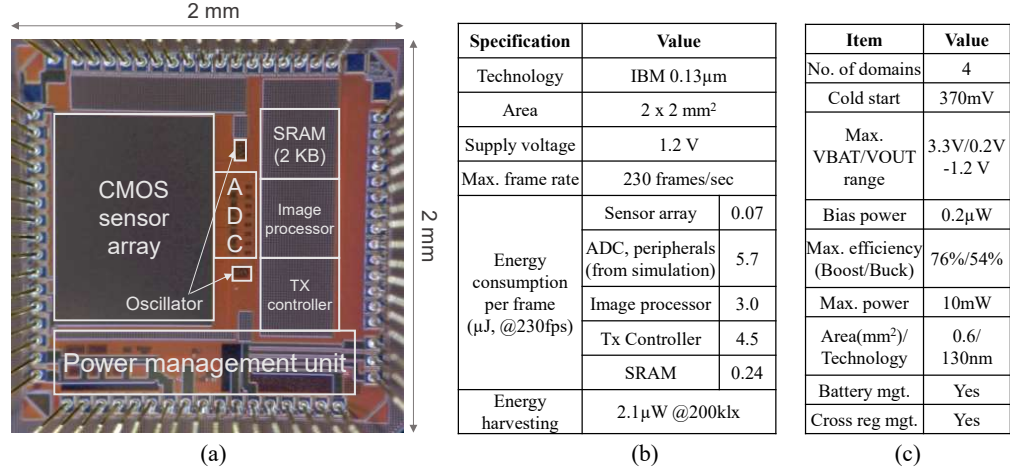 2 mm
2 mm
CMOS
sensor
array
SRAM
(2 KB)
A
D
C
Image
processor
Oscillator
TX
controller
Power management unit
(a)
Specification Value
Technology IBM 0.13µm
Area 2 x 2 mm²
Supply voltage 1.2 V
Max. frame rate 230 frames/sec
Energy
consumption
per frame
(µJ, @230fps)
Sensor array 0.07
ADC, peripherals
(from simulation) 5.7
Image processor 3.0
Tx Controller 4.5
SRAM 0.24
Energy
harvesting
2.1µW @200klx
(b)
Item Value
No. of domains 4
Cold start 370mV
Max.
VBAT/VOUT
range
3.3V/0.2V
-1.2 V
Bias power 0.2µW
Max. efficiency
(Boost/Buck)
76%/54%
Max. power 10mW
Area(mm²)/
Technology
0.6/
130nm
Battery mgt. Yes
Cross reg mgt. Yes
(c)